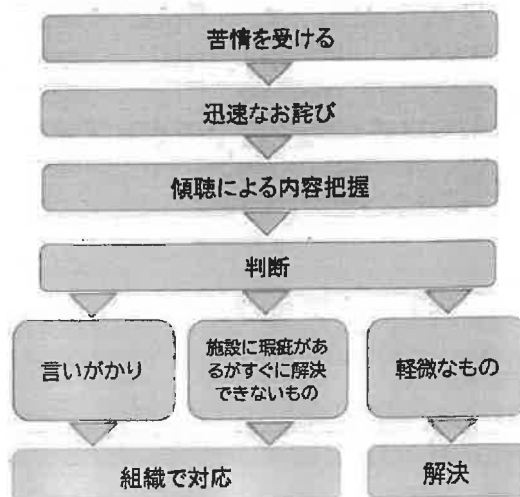 苦情を受ける
迅速なお詫び
傾聴による内容把握
判断
言いがかり
施設に瑕疵があ
るがすぐに解決
できないもの
軽微なもの
組織で対応
解決